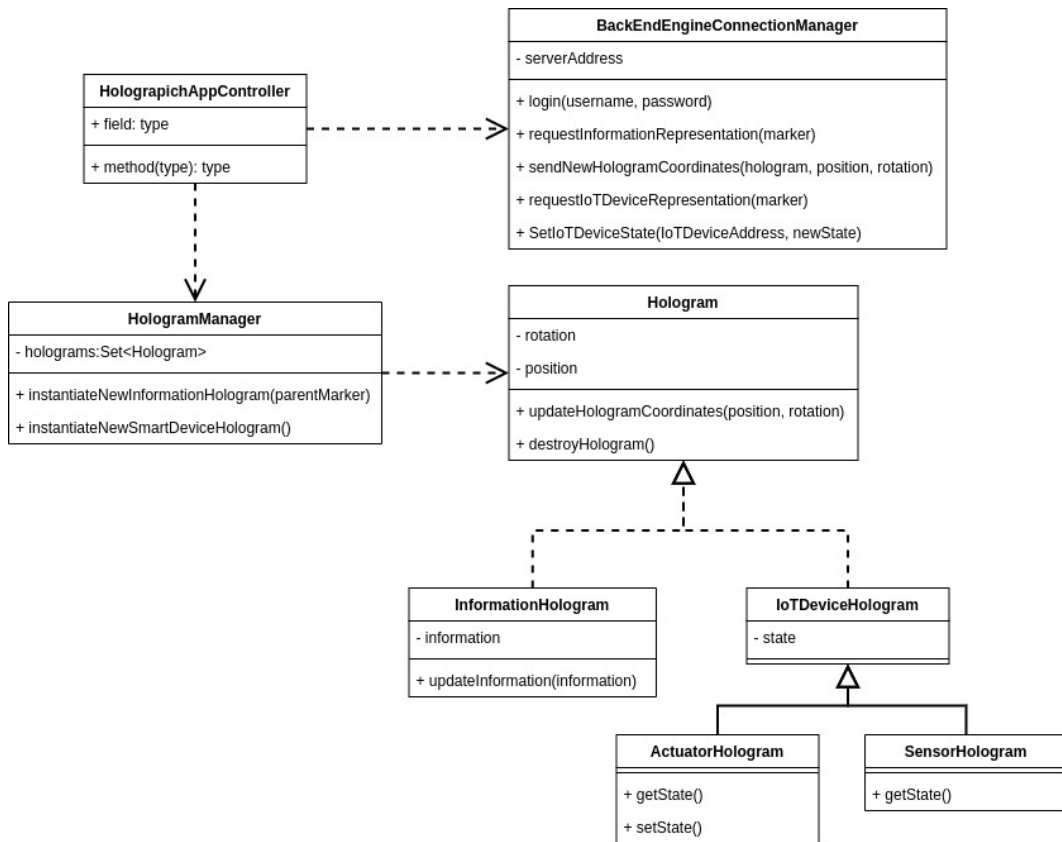 BackEndEngineConnectionManager
- serverAddress
+ login(username, password)
+ requestInformationRepresentation(marker)
+ sendNewHologramCoordinates(hologram, position, rotation)
+ requestIoTDeviceRepresentation(marker)
+ SetIoTDeviceState(IoTDeviceAddress, newState)
HolograpichAppController
+ field: type
+ method(type): type
HologramManager
- holograms:Set<Hologram>
+ instantiateNewInformationHologram(parentMarker)
+ instantiateNewSmartDeviceHologram()
Hologram
- rotation
- position
+ updateHologramCoordinates(position, rotation)
+ destroyHologram()
InformationHologram
- information
+ updateInformation(information)
IoTDeviceHologram
- state
ActuatorHologram
+ getState()
+ setState()
SensorHologram
+ getState()